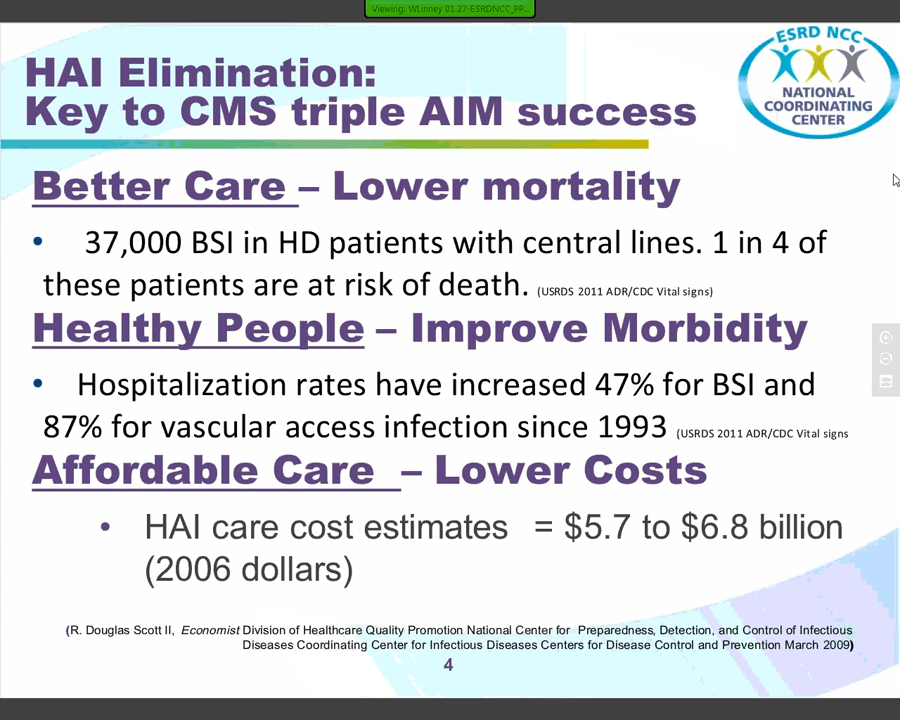 Viewing: WLinney 01.27-ESRDNCC_PP...
HAI Elimination:
Key to CMS triple AIM success
ESRD NCC
NATIONAL
COORDINATING
CENTER
Better Care – Lower mortality
• 37,000 BSI in HD patients with central lines. 1 in 4 of
these patients are at risk of death. (USRDS 2011 ADR/CDC Vital signs)
Healthy People – Improve Morbidity
• Hospitalization rates have increased 47% for BSI and
87% for vascular access infection since 1993 (USRDS 2011 ADR/CDC Vital signs
Affordable Care – Lower Costs
• HAI care cost estimates = $5.7 to $6.8 billion
(2006 dollars)
(R. Douglas Scott II, Economist Division of Healthcare Quality Promotion National Center for Preparedness, Detection, and Control of Infectious
Diseases Coordinating Center for Infectious Diseases Centers for Disease Control and Prevention March 2009)
4